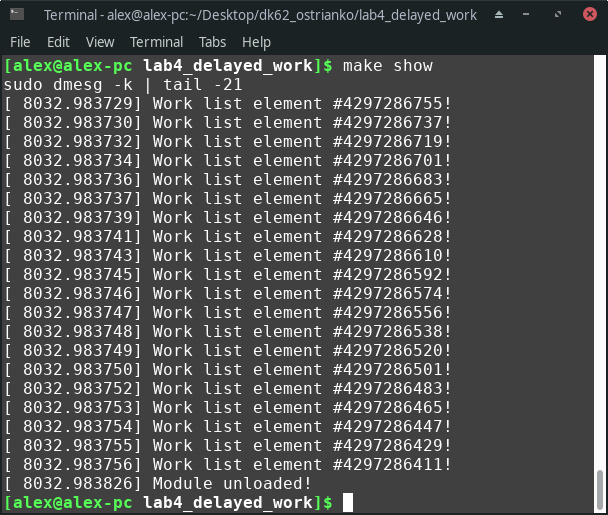 Terminal - alex@alex-pc:~/Desktop/dk62_ostrianko/lab4_delayed_work
File Edit View Terminal Tabs Help
[alex@alex-pc lab4_delayed_work]$ make show
sudo dmesg -k | tail -21
[ 8032.983729] Work list element #4297286755!
[ 8032.983730] Work list element #4297286737!
[ 8032.983732] Work list element #4297286719!
[ 8032.983734] Work list element #4297286701!
[ 8032.983736] Work list element #4297286683!
[ 8032.983737] Work list element #4297286665!
[ 8032.983739] Work list element #4297286646!
[ 8032.983741] Work list element #4297286628!
[ 8032.983743] Work list element #4297286610!
[ 8032.983745] Work list element #4297286592!
[ 8032.983746] Work list element #4297286574!
[ 8032.983747] Work list element #4297286556!
[ 8032.983748] Work list element #4297286538!
[ 8032.983749] Work list element #4297286520!
[ 8032.983750] Work list element #4297286501!
[ 8032.983752] Work list element #4297286483!
[ 8032.983753] Work list element #4297286465!
[ 8032.983754] Work list element #4297286447!
[ 8032.983755] Work list element #4297286429!
[ 8032.983756] Work list element #4297286411!
[ 8032.983826] Module unloaded!
[alex@alex-pc lab4_delayed_work]$